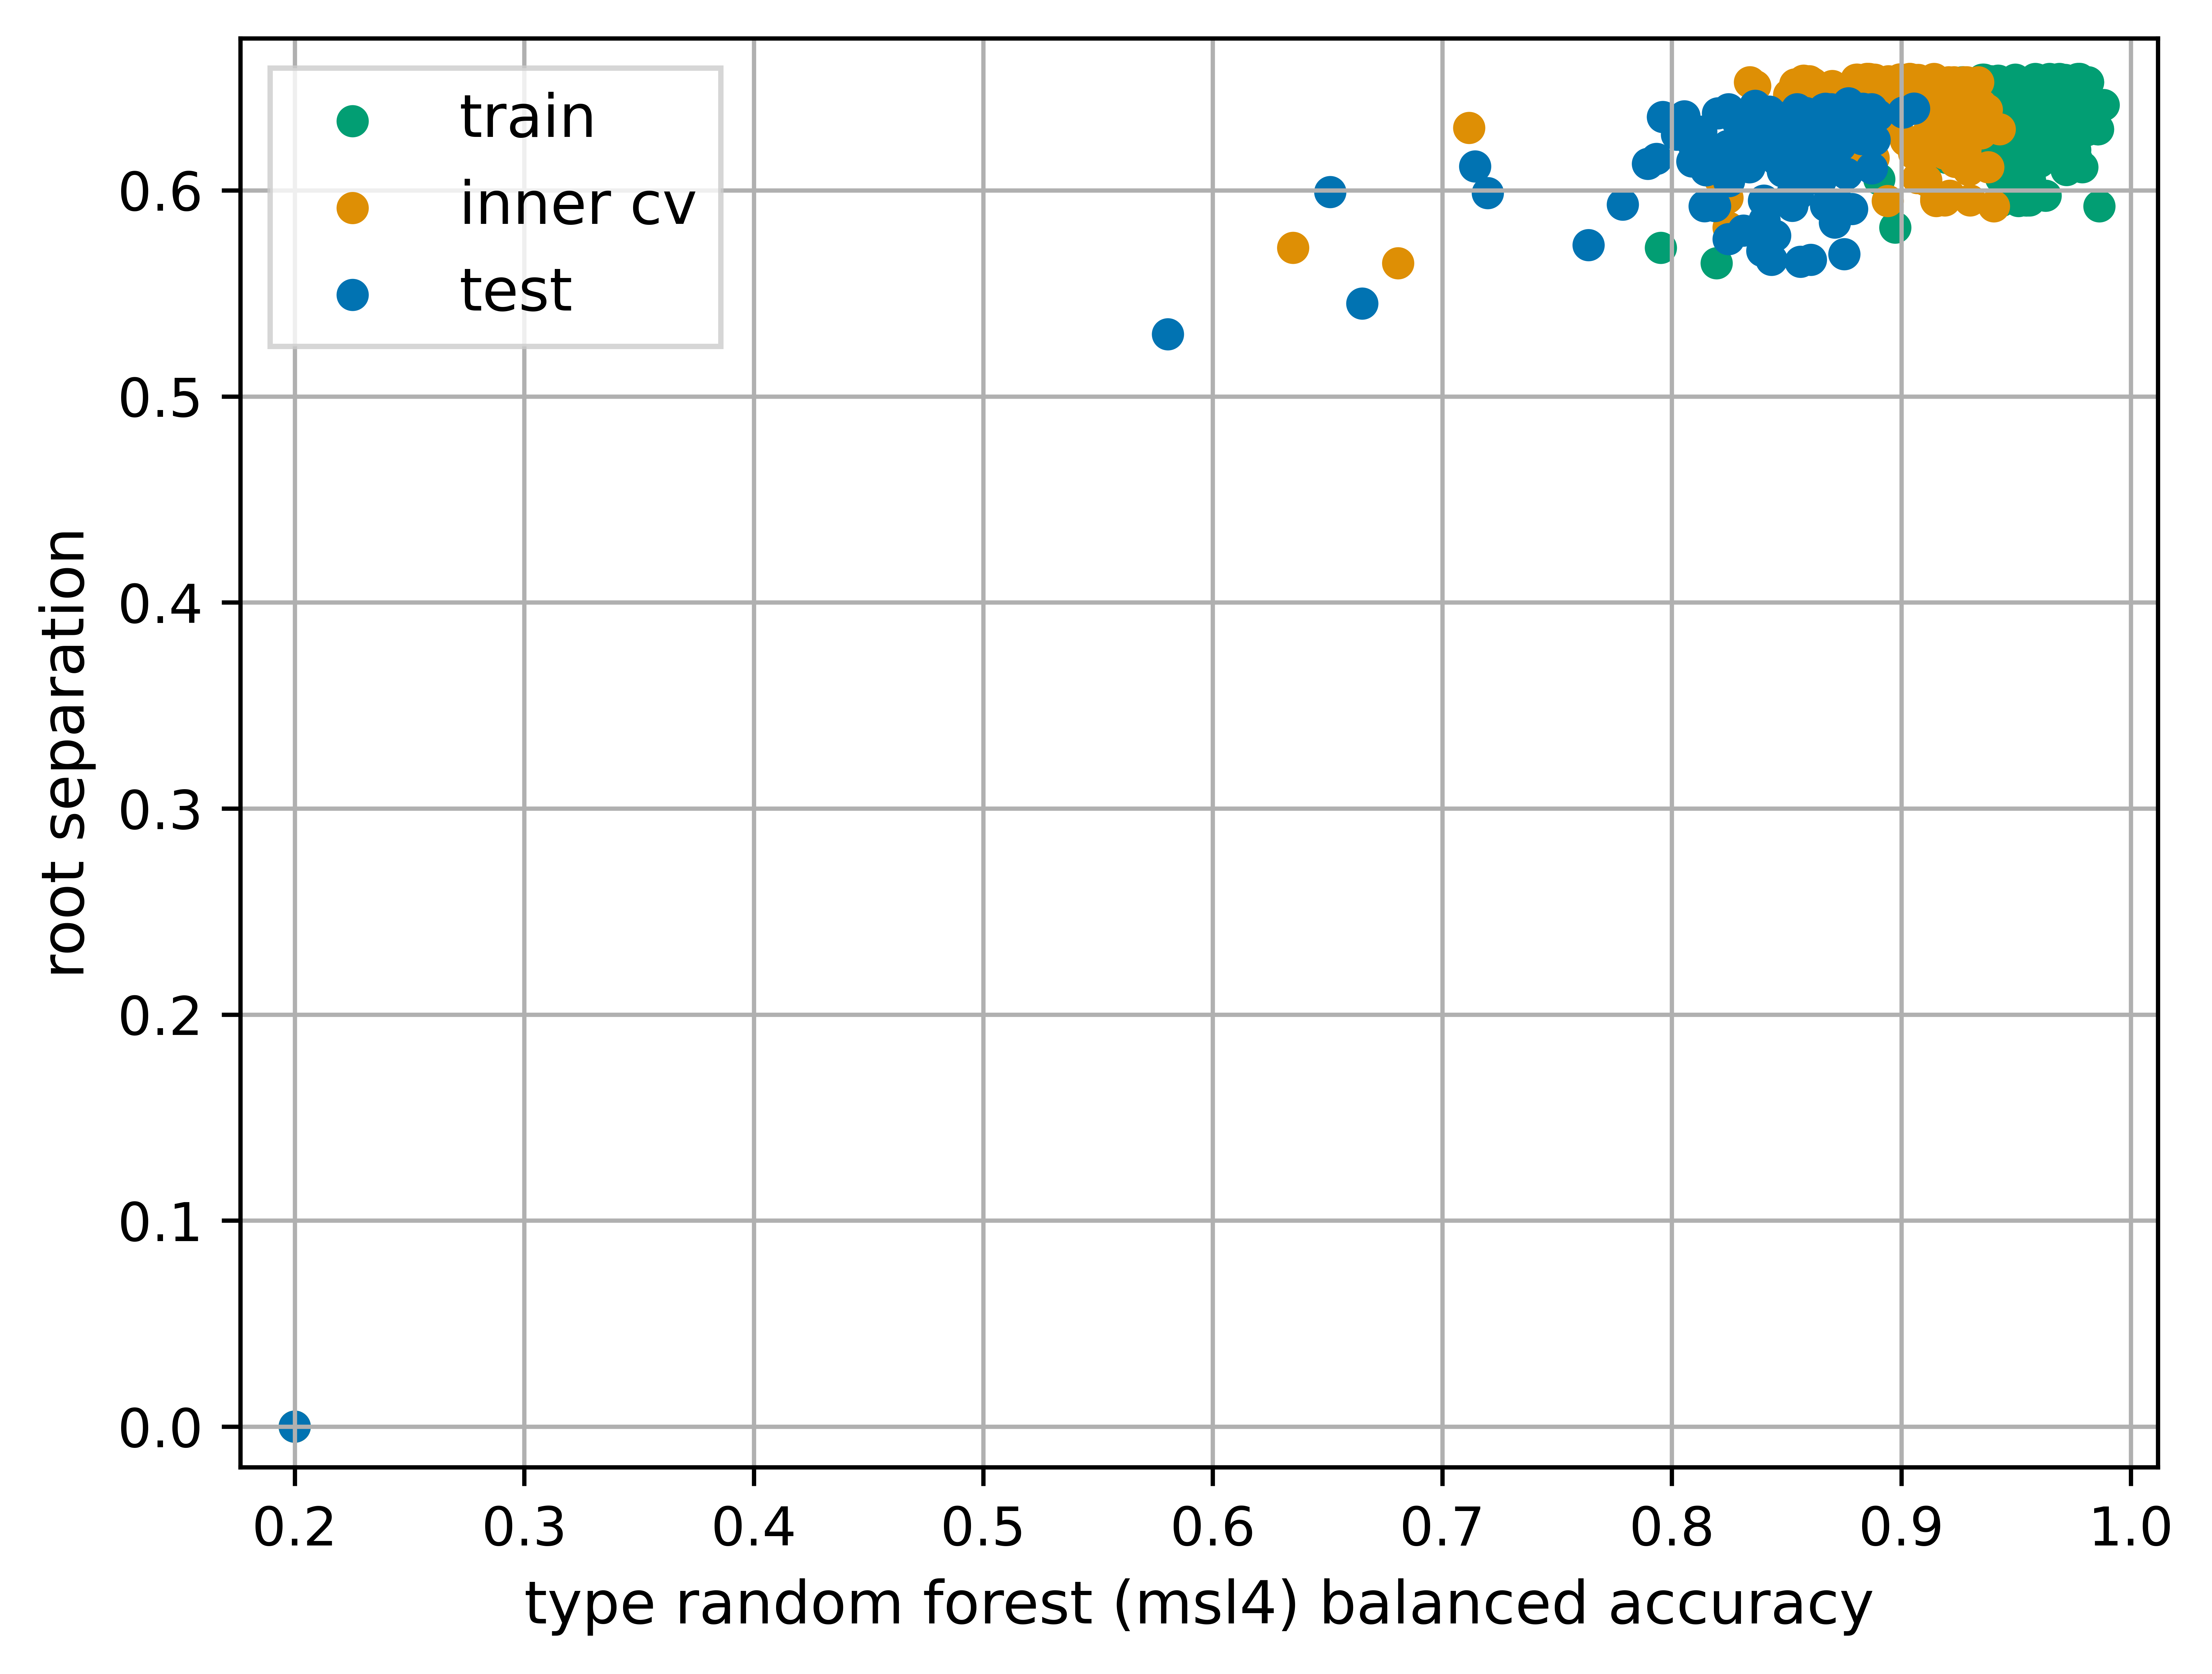 train
inner cv
test
0.6
0.5
0.4
0.3
0.2
0.1
0.0
root separation
0.2 0.3 0.4 0.5 0.6 0.7 0.8 0.9 1.0
type random forest (msl4) balanced accuracy